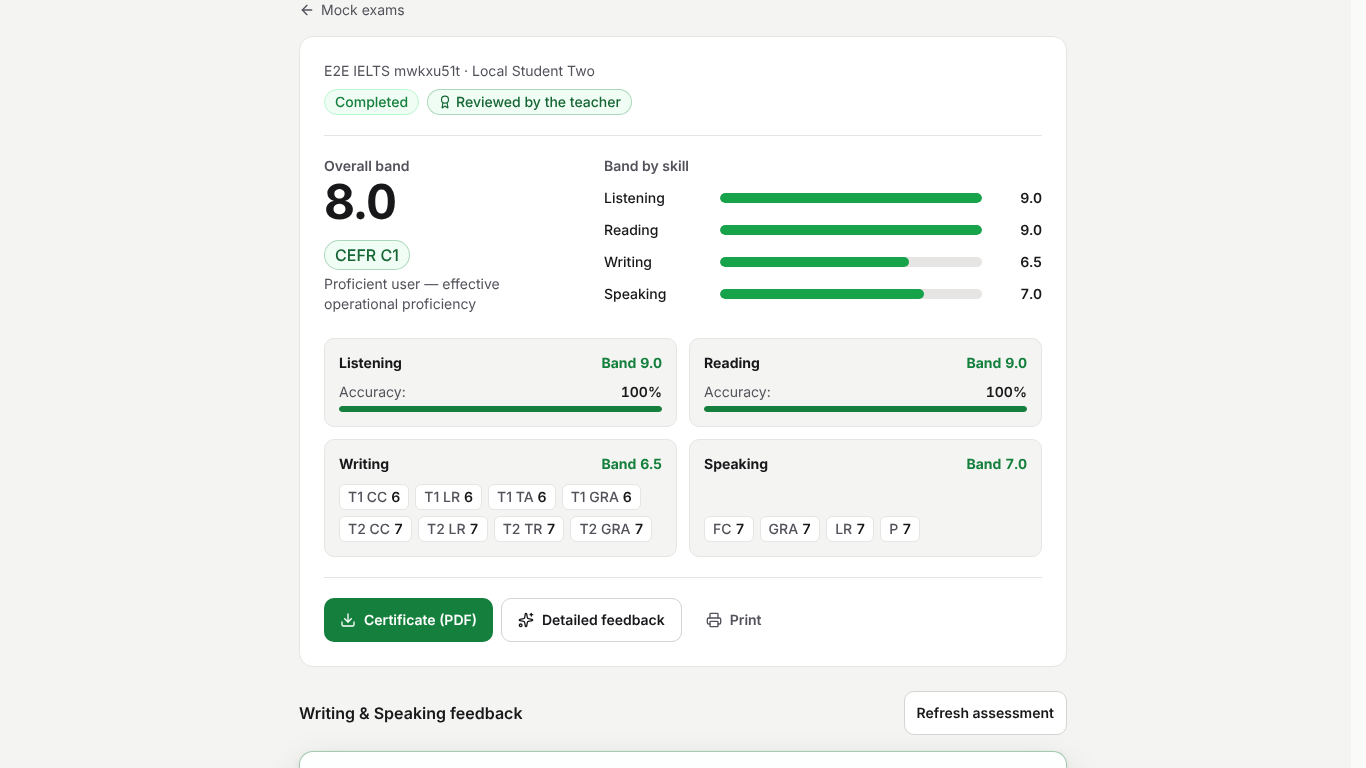 Mock exams
E2E IELTS mwkxu51t · Local Student Two
Completed
Reviewed by the teacher
Overall band
8.0
CEFR C1
Proficient user — effective
operational proficiency
Band by skill
Listening 9.0
Reading 9.0
Writing 6.5
Speaking 7.0
Listening Band 9.0
Accuracy: 100%
Reading Band 9.0
Accuracy: 100%
Writing Band 6.5
T1 CC 6 T1 LR 6 T1 TA 6 T1 GRA 6
T2 CC 7 T2 LR 7 T2 TR 7 T2 GRA 7
Speaking Band 7.0
FC 7 GRA 7 LR 7 P 7
Certificate (PDF) Detailed feedback Print
Writing & Speaking feedback Refresh assessment